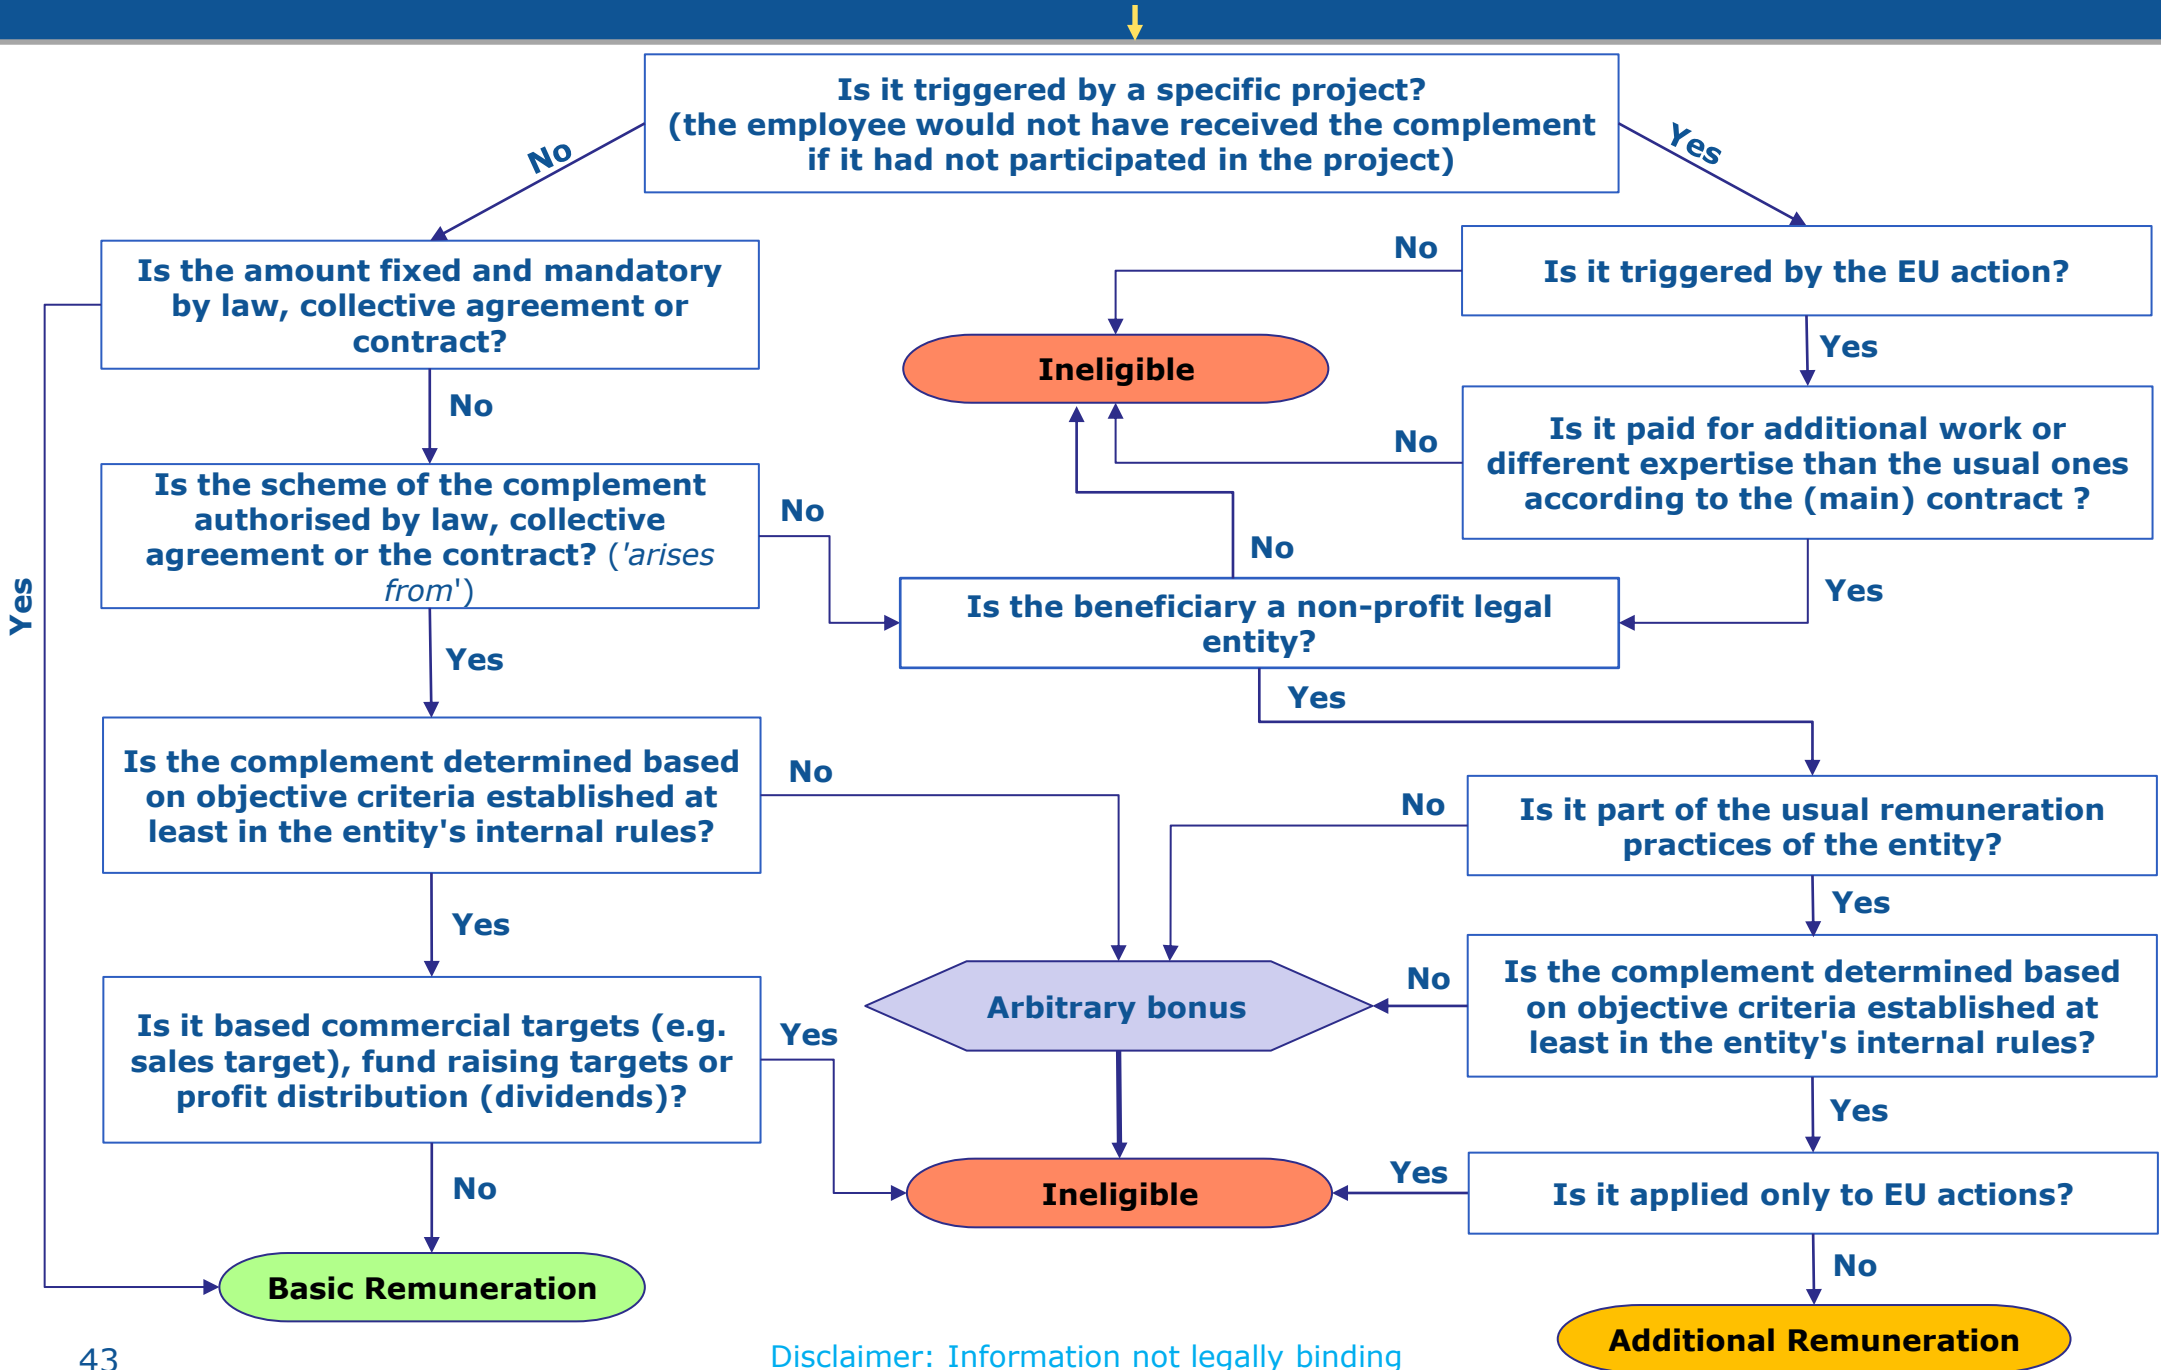 Is it triggered by a specific project?
(the employee would not have received the complement
if it had not participated in the project)
No
Yes
Is the amount fixed and mandatory
by law, collective agreement or
contract?
No
Is it triggered by the EU action?
Ineligible
Yes
No
No
Is it paid for additional work or
different expertise than the usual ones
according to the (main) contract ?
Is the scheme of the complement
authorised by law, collective
agreement or the contract? ('arises
from')
No
No
Yes
Yes
Is the beneficiary a non-profit legal
entity?
Yes
Yes
Is the complement determined based
on objective criteria established at
least in the entity's internal rules?
No
No
Is it part of the usual remuneration
practices of the entity?
Yes
Yes
Is it based commercial targets (e.g.
sales target), fund raising targets or
profit distribution (dividends)?
Yes
Arbitrary bonus
No
Is the complement determined based
on objective criteria established at
least in the entity's internal rules?
Yes
No
Ineligible
Yes
Is it applied only to EU actions?
No
Basic Remuneration
Additional Remuneration
43
Disclaimer: Information not legally binding